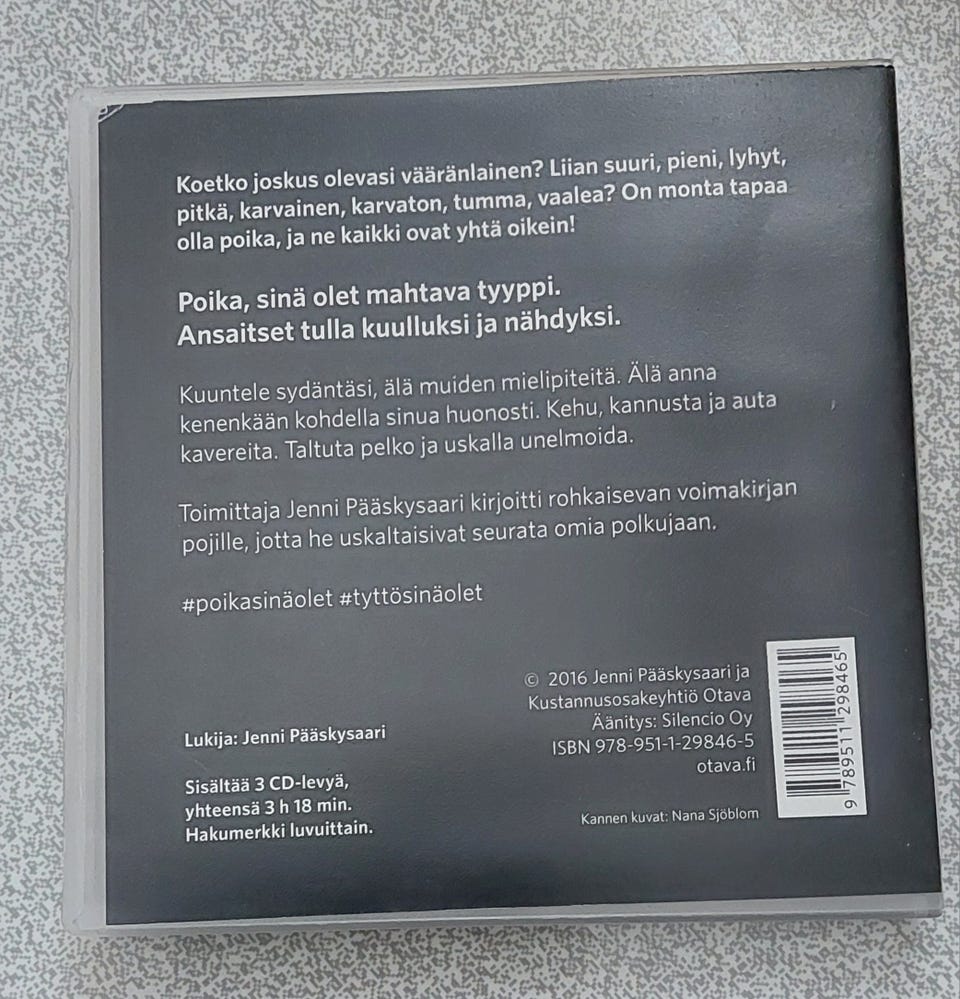 Koetko joskus olevasi vääränlainen? Liian suuri, pieni, lyhyt,
pitkä, karvainen, karvaton, tumma, vaalea? On monta tapaa
olla poika, ja ne kaikki ovat yhtä oikein!
Poika, sinä olet mahtava tyyppi.
Ansaitset tulla kuulluksi ja nähdyksi.
Kuuntele sydäntäsi, älä muiden mielipiteitä. Älä anna
kenenkään kohdella sinua huonosti. Kehu, kannusta ja auta
kavereita. Taltuta pelko ja uskalla unelmoida.
Toimittaja Jenni Pääskysaari kirjoitti rohkaisevan voimakirjan
pojille, jotta he uskaltaisivat seurata omia polkujaan.
#poikasinäolet #tyttösinäolet
© 2016 Jenni Pääskysaari ja
Kustannusosakeyhtiö Otava
Äänitys: Silencio Oy
ISBN 978-951-1-29846-5
otava.fi
Kannen kuvat: Nana Sjöblom
Lukija: Jenni Pääskysaari
Sisältää 3 CD-levyä,
yhteensä 3 h 18 min.
Hakumerkki luvuittain.
9 789511 298465